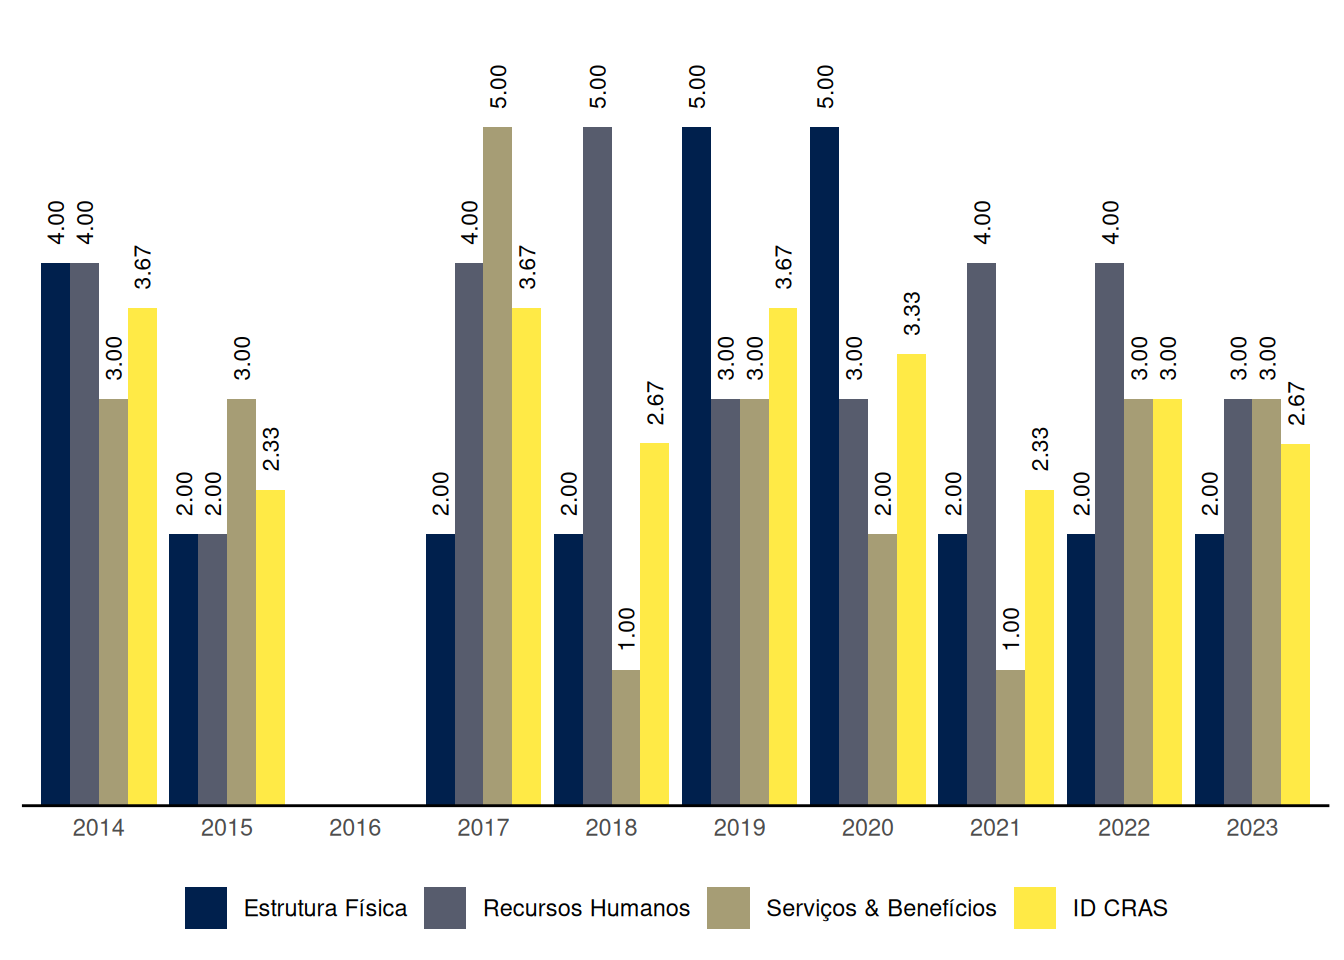 4.00 4.00 3.00 3.67
2.00 2.00 3.00 2.33
2.00 4.00 5.00 3.67
2.00 5.00 1.00 2.67
5.00 3.00 3.00 3.67
5.00 3.00 2.00 3.33
2.00 4.00 1.00 2.33
2.00 4.00 3.00 3.00
2.00 3.00 3.00 2.67
2014 2015 2016 2017 2018 2019 2020 2021 2022 2023
Estrutura Física Recursos Humanos Serviços & Benefícios ID CRAS